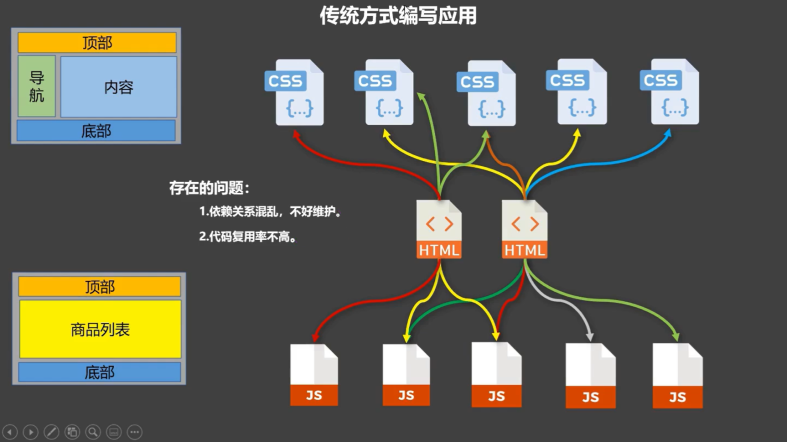 传统方式编写应用
顶部
导
航
内容
底部
CSS
{...}
CSS
{...}
CSS
{...}
CSS
{...}
CSS
{...}
存在的问题：
1.依赖关系混乱，不好维护。
2.代码复用率不高。
<>
HTML
<>
HTML
顶部
商品列表
底部
JS
JS
JS
JS
JS